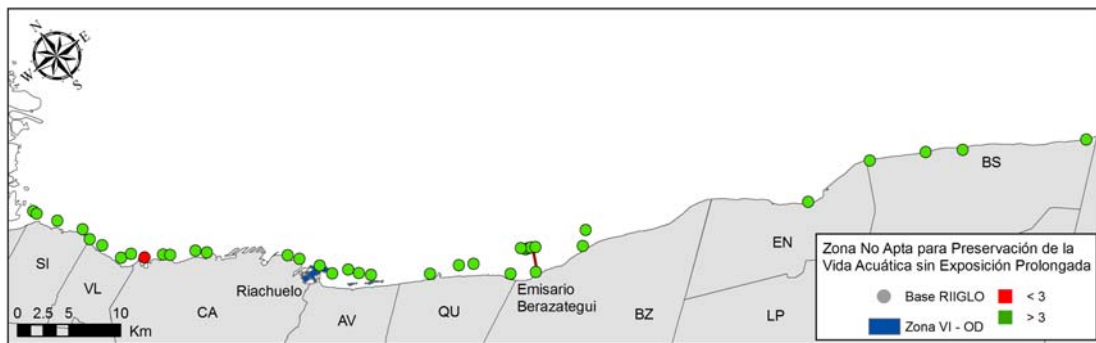 N
E
W
S
SI
VL
CA
Riachuelo
AV
QU
Emisario
Berazategui
BZ
EN
LP
BS
0 2.5 5 10
Km
Zona No Apta para Preservación de la
Vida Acuática sin Exposición Prolongada
Base RIIGLO
< 3
Zona VI - OD
> 3